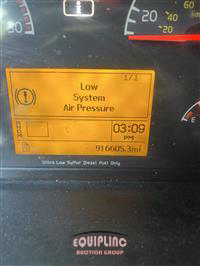 30
1/1
Low
System
Air Pressure
03:09
PM
916605.3mi
Ultra Low Sulfur Diesel Fuel Only
60
40
20
E
EQUIPLINC
AUCTION GROUP